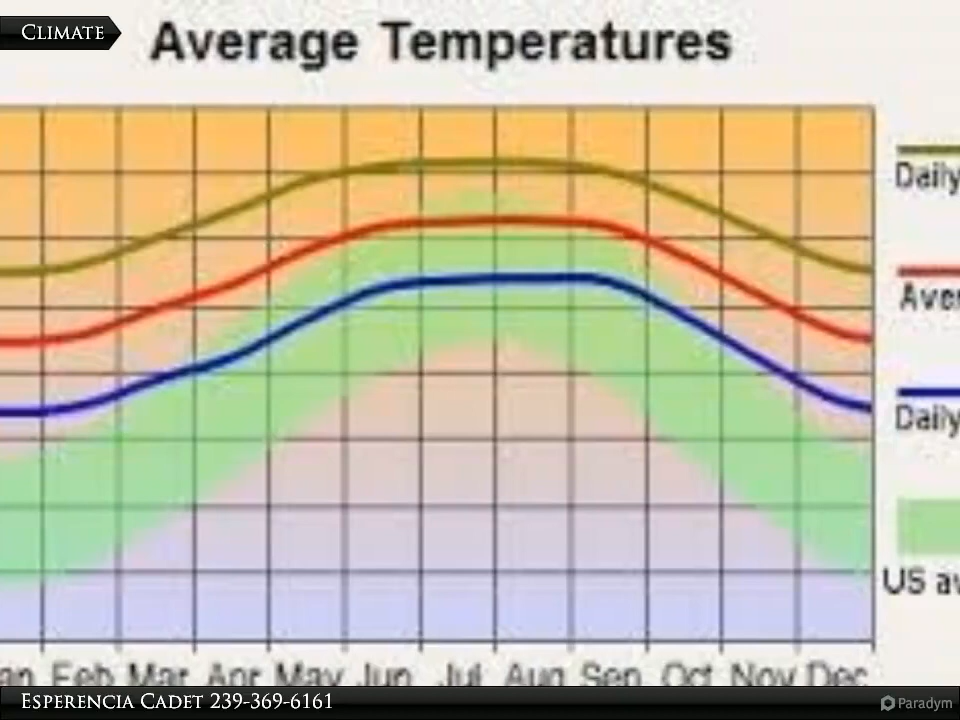 Climate
Average Temperatures
Daily
US
Feb Mar Apr May Jun Jul Aug Sep Oct Nov Dec
Daily
Esperencia Cadet 239-369-6161
Paradym